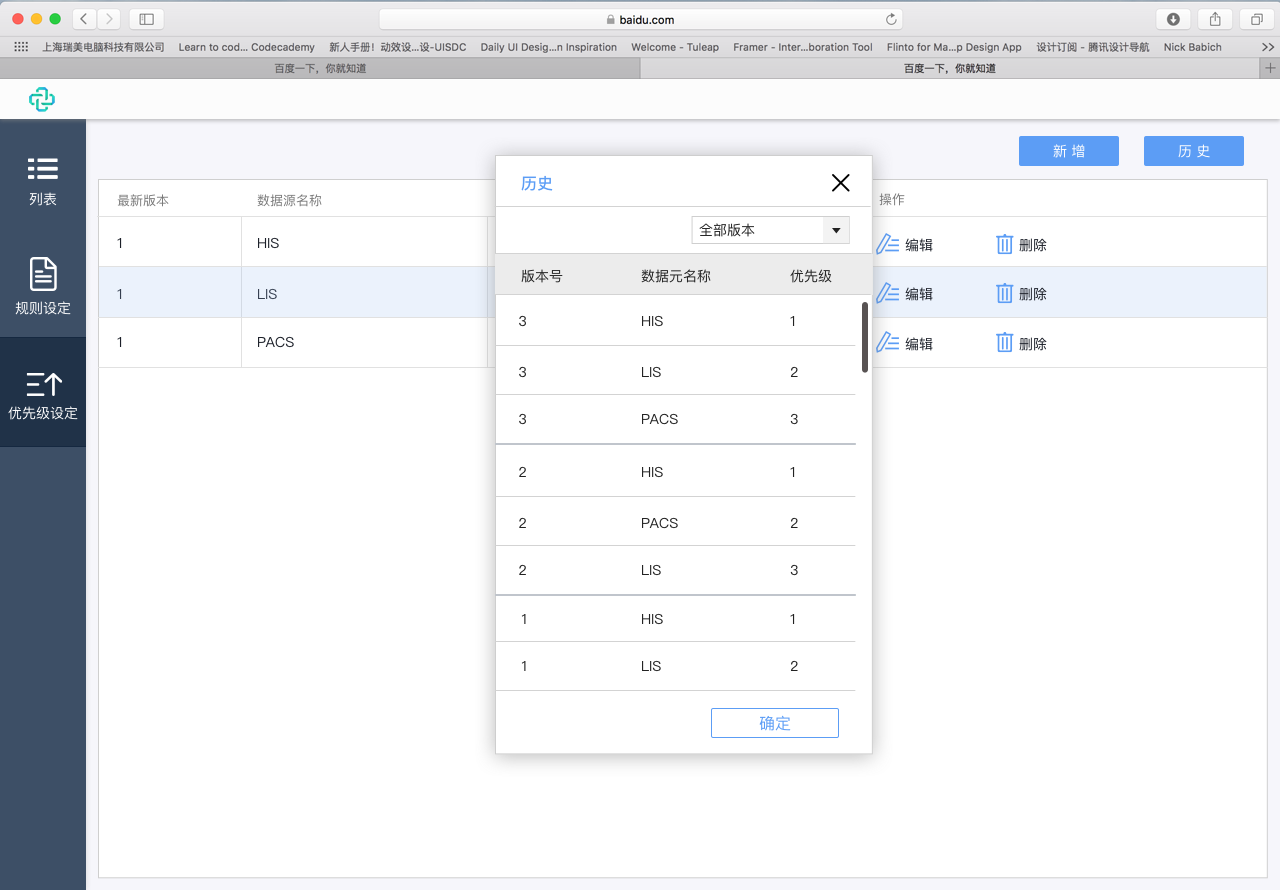 baidu.com
上海瑞美电脑科技有限公司 Learn to cod... Codecademy 新人手册！动效设...设-UISDC Daily UI Desig...n Inspiration Welcome - Tuleap Framer - Inter...boration Tool Flinto for Ma...p Design App 设计订阅 - 腾讯设计导航 Nick Babich
百度一下，你就知道 百度一下，你就知道
新 增 历 史
列表
规则设定
优先级设定
最新版本 数据源名称 操作
1 HIS 编辑 删除
1 LIS 编辑 删除
1 PACS 编辑 删除
历史
全部版本
版本号 数据元名称 优先级
3 HIS 1
3 LIS 2
3 PACS 3
2 HIS 1
2 PACS 2
2 LIS 3
1 HIS 1
1 LIS 2
确定